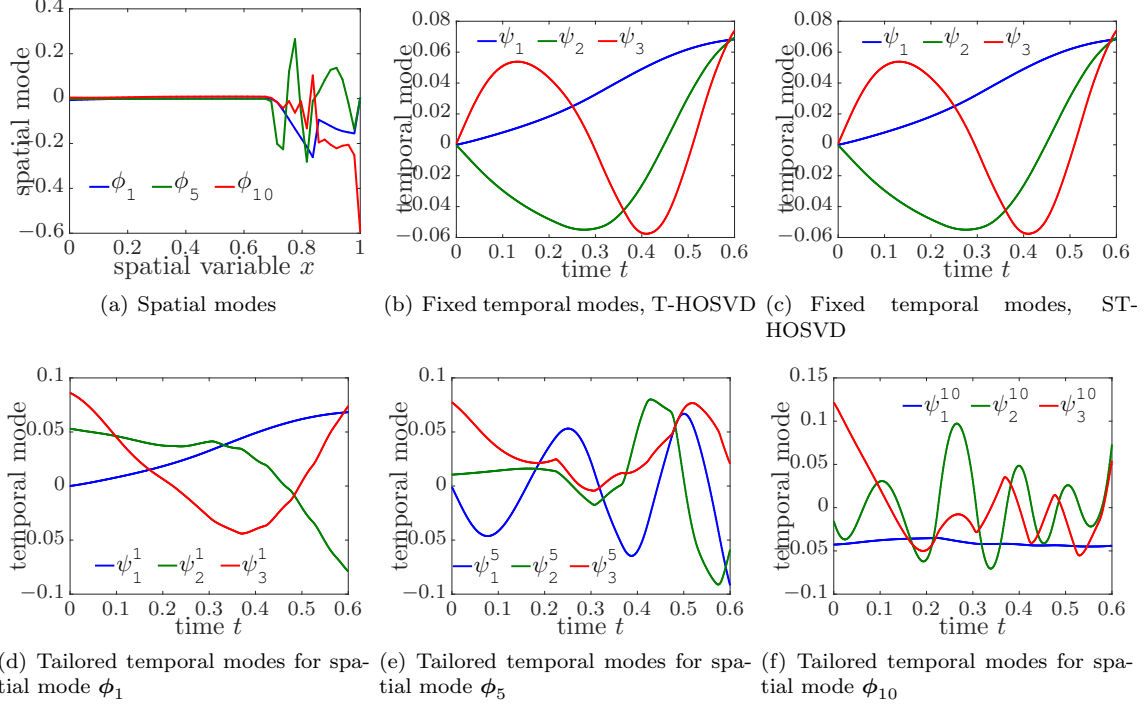 0.4
0.2
0
0.2
0.4
−0.6
spatial mode
ϕ₁ ϕ₅ ϕ₁₀
0 0.2 0.4 0.6 0.8 1
spatial variable x
(a) Spatial modes
0.08
0.06
0.04
0.02
0
0.02
0.04
−0.06
temporal mode
ψ₁ ψ₂ ψ₃
0 0.1 0.2 0.3 0.4 0.5 0.6
time t
(b) Fixed temporal modes, T-HOSVD
0.08
0.06
0.04
0.02
0
0.02
0.04
−0.06
temporal mode
ψ₁ ψ₂ ψ₃
0 0.1 0.2 0.3 0.4 0.5 0.6
time t
(c) Fixed temporal modes, ST-
HOSVD
0.1
0.05
0
0.05
−0.1
temporal mode
ψ₁¹ ψ₂¹ ψ₃¹
0 0.1 0.2 0.3 0.4 0.5 0.6
time t
(d) Tailored temporal modes for spa-
tial mode ϕ₁
0.1
0.05
0
0.05
−0.1
temporal mode
ψ₁⁵ ψ₂⁵ ψ₃⁵
0 0.1 0.2 0.3 0.4 0.5 0.6
time t
(e) Tailored temporal modes for spa-
tial mode ϕ₅
0.15
0.1
0.05
0
0.05
−0.1
temporal mode
ψ₁¹⁰ ψ₂¹⁰ ψ₃¹⁰
0 0.1 0.2 0.3 0.4 0.5 0.6
time t
(f) Tailored temporal modes for spa-
tial mode ϕ₁₀